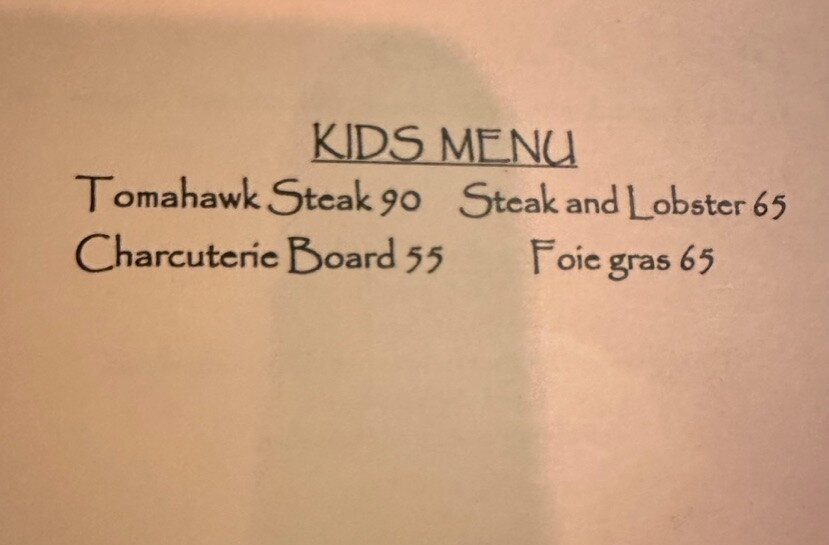 KIDS MENU
Tomahawk Steak 90 Steak and Lobster 65
Charcuterie Board 55 Foie gras 65